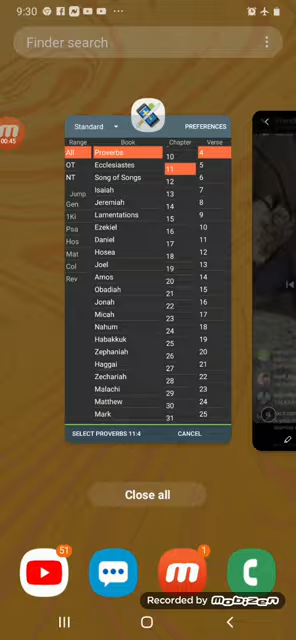 9:30
Finder search
00:45
Standard
PREFERENCES
Range Book Chapter Verse
All Proverbs 10 4
OT Ecclesiastes 11 5
NT Song of Songs 12 6
Jump Isaiah 13 7
Gen Jeremiah 14 8
1Ki Lamentations 15 9
Psa Ezekiel 16 10
Hos Daniel 17 11
Mat Hosea 18 12
Col Joel 19 13
Rev Amos 20 14
Obadiah 21 15
Jonah 22 16
Micah 23 17
Nahum 24 18
Habakkuk 25 19
Zephaniah 26 20
Haggai 27 21
Zechariah 28 22
Malachi 29 23
Matthew 30 24
Mark 31 25
SELECT PROVERBS 11:4 CANCEL
Close all
51
1
Recorded by MOBIZEN